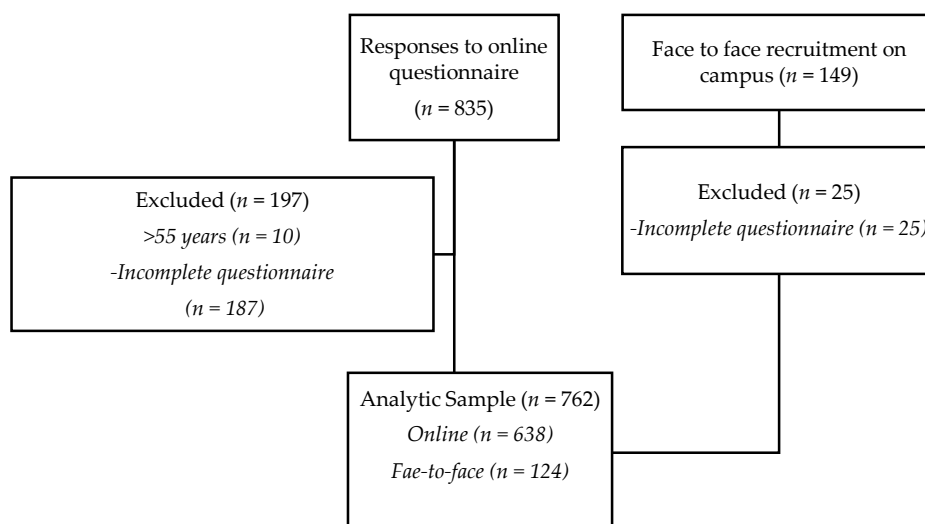 Responses to online
questionnaire
(n = 835)
Face to face recruitment on
campus (n = 149)
Excluded (n = 197)
>55 years (n = 10)
-Incomplete questionnaire
(n = 187)
Excluded (n = 25)
-Incomplete questionnaire (n = 25)
Analytic Sample (n = 762)
Online (n = 638)
Fae-to-face (n = 124)